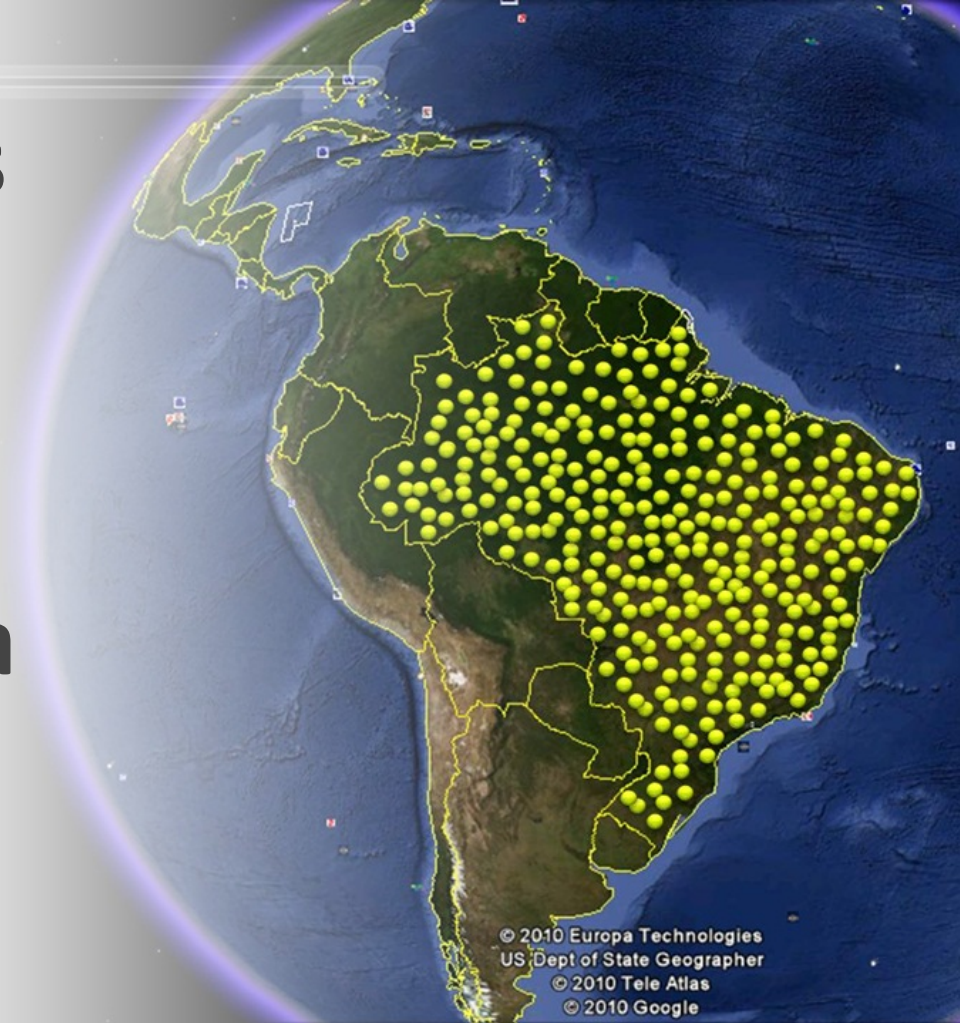 s
n
© 2010 Europa Technologies
US Dept of State Geographer
© 2010 Tele Atlas
© 2010 Google